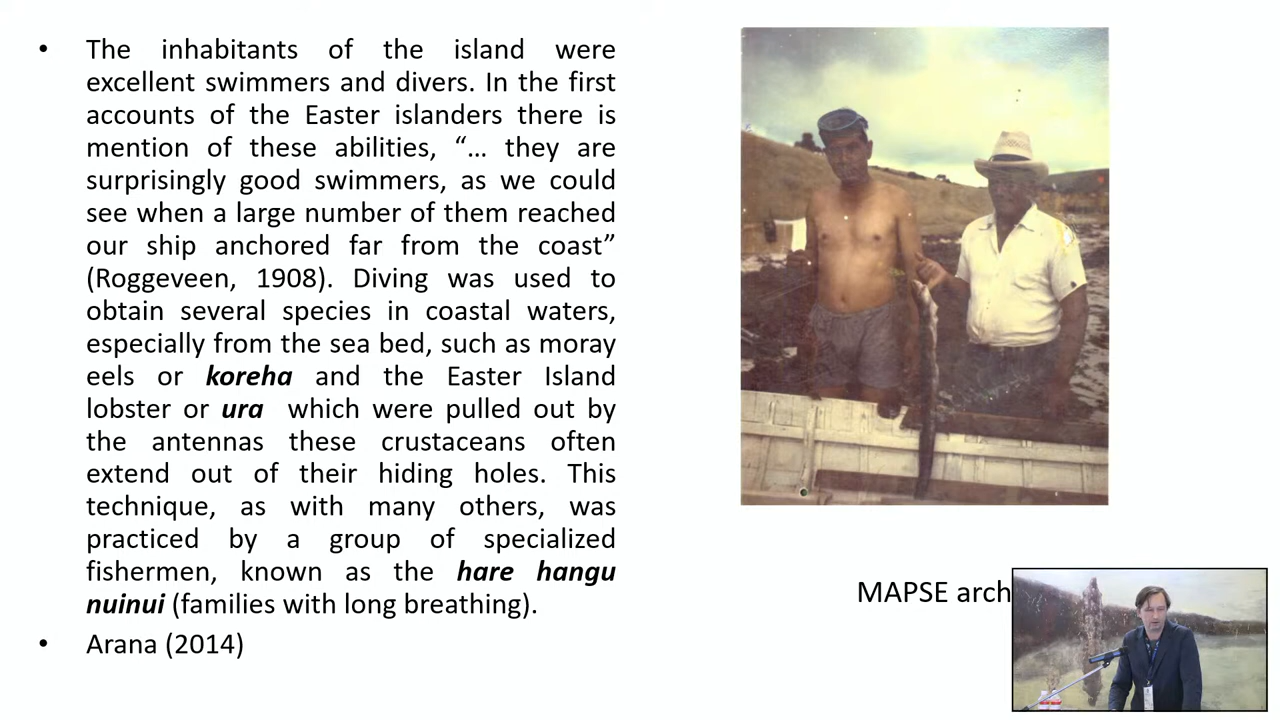 • The inhabitants of the island were
excellent swimmers and divers. In the first
accounts of the Easter islanders there is
mention of these abilities, “… they are
surprisingly good swimmers, as we could
see when a large number of them reached
our ship anchored far from the coast”
(Roggeveen, 1908). Diving was used to
obtain several species in coastal waters,
especially from the sea bed, such as moray
eels or koreha and the Easter Island
lobster or ura which were pulled out by
the antennas these crustaceans often
extend out of their hiding holes. This
technique, as with many others, was
practiced by a group of specialized
fishermen, known as the hare hangu
nuinui (families with long breathing).
• Arana (2014)
MAPSE arch